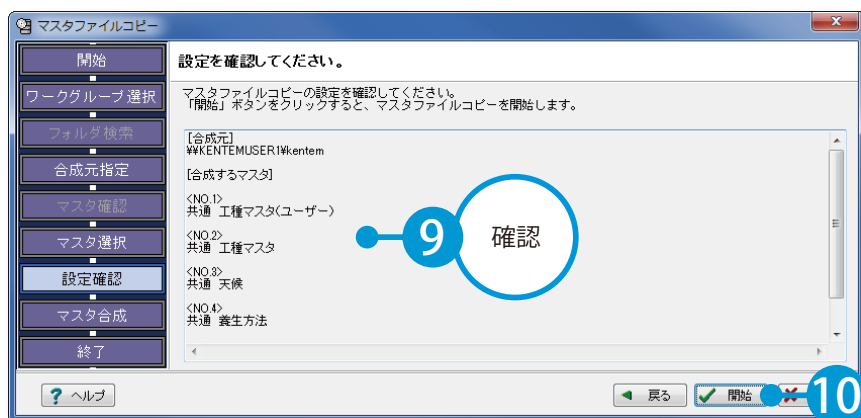 マスタファイルコピー
開始
ワークグループ選択
フォルダ検索
合成元指定
マスタ確認
マスタ選択
設定確認
マスタ合成
終了
設定を確認してください。
マスタファイルコピーの設定を確認してください。
「開始」ボタンをクリックすると、マスタファイルコピーを開始します。
[合成元]
¥¥KENTEMUSER1¥kentem
[合成するマスタ]
<NO.1>
共通 工種マスタ(ユーザー)
<NO.2>
共通 工種マスタ
<NO.3>
共通 天候
<NO.4>
共通 養生方法
9 確認
? ヘルプ
戻る
開始
10